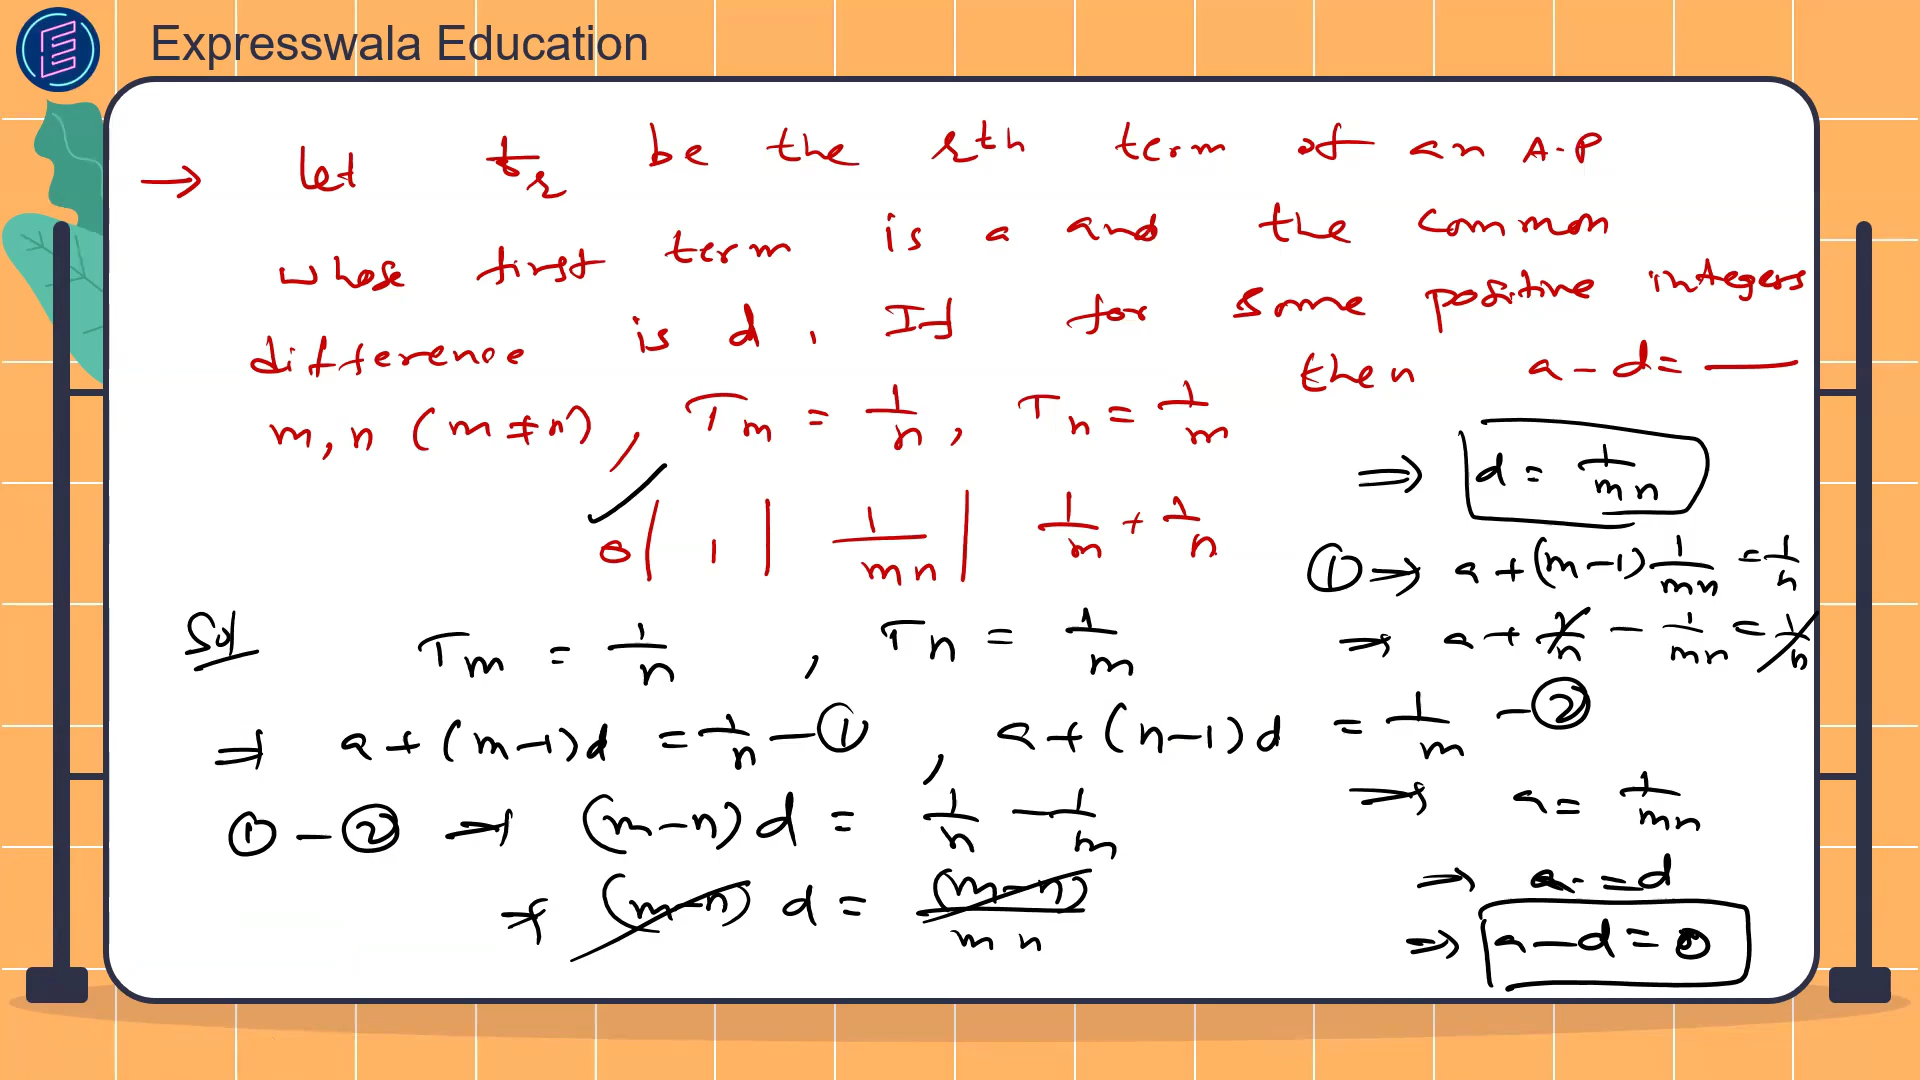 Expresswala Education
→ Let t_r be the rth term of an A.P
whose first term is a and the common
difference is d . If for some positive integers
m, n (m ≠ n), T_m = 1/n , T_n = 1/m then a - d = ___
0 | 1 | 1/mn | 1/m + 1/n
Sol T_m = 1/n , T_n = 1/m
⇒ a + (m-1)d = 1/n - ① , a + (n-1)d = 1/m - ②
① - ② ⇒ (m-n) d = 1/n - 1/m
⇒ (m-n) d = (m-n)/mn
⇒ d = 1/mn
① ⇒ a + (m-1) 1/mn = 1/n
⇒ a + 1/n - 1/mn = 1/n
⇒ a = 1/mn
⇒ a = d
⇒ a - d = 0